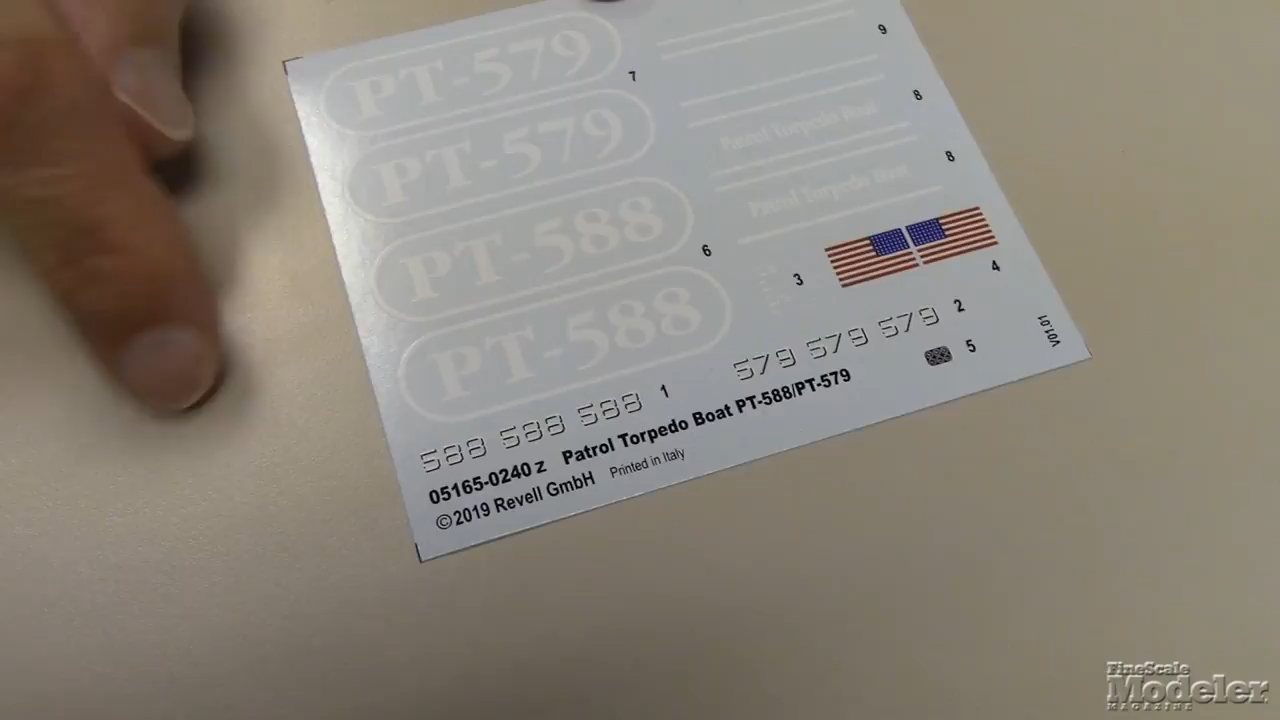 PT-579
7
9
PT-579
8
Patrol Torpedo Boat
8
Patrol Torpedo Boat
PT-588
6
3
4
PT-588
588 588 588 1
579 579 579 2
5
V01.01
05165-0240 z Patrol Torpedo Boat PT-588/PT-579
©2019 Revell GmbH Printed in Italy
FineScale
Modeler
MAGAZINE